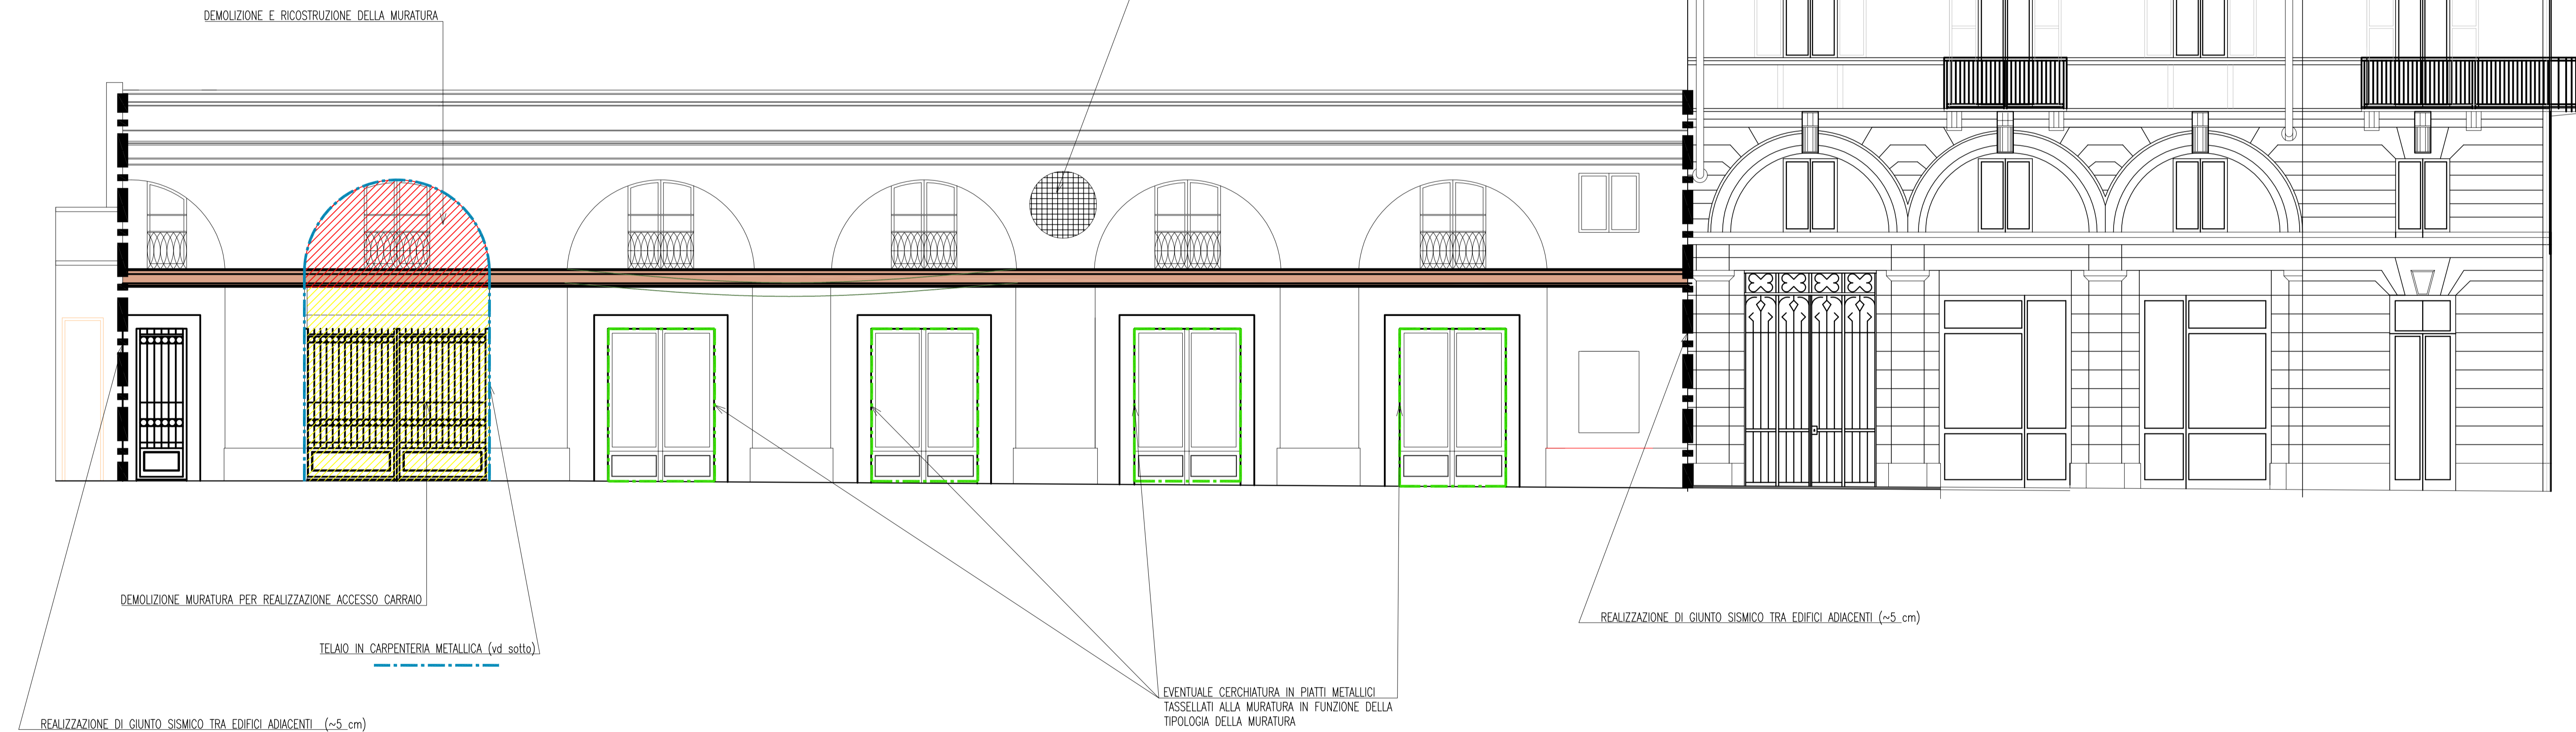 DEMOLIZIONE E RICOSTRUZIONE DELLA MURATURA
DEMOLIZIONE MURATURA PER REALIZZAZIONE ACCESSO CARRAIO
REALIZZAZIONE DI GIUNTO SISMICO TRA EDIFICI ADIACENTI (~5 cm)
TELAIO IN CARPENTERIA METALLICA (vd sotto)
EVENTUALE CERCHIATURA IN PIATTI METALLICI
TASSELLATI ALLA MURATURA IN FUNZIONE DELLA
TIPOLOGIA DELLA MURATURA
REALIZZAZIONE DI GIUNTO SISMICO TRA EDIFICI ADIACENTI (~5 cm)